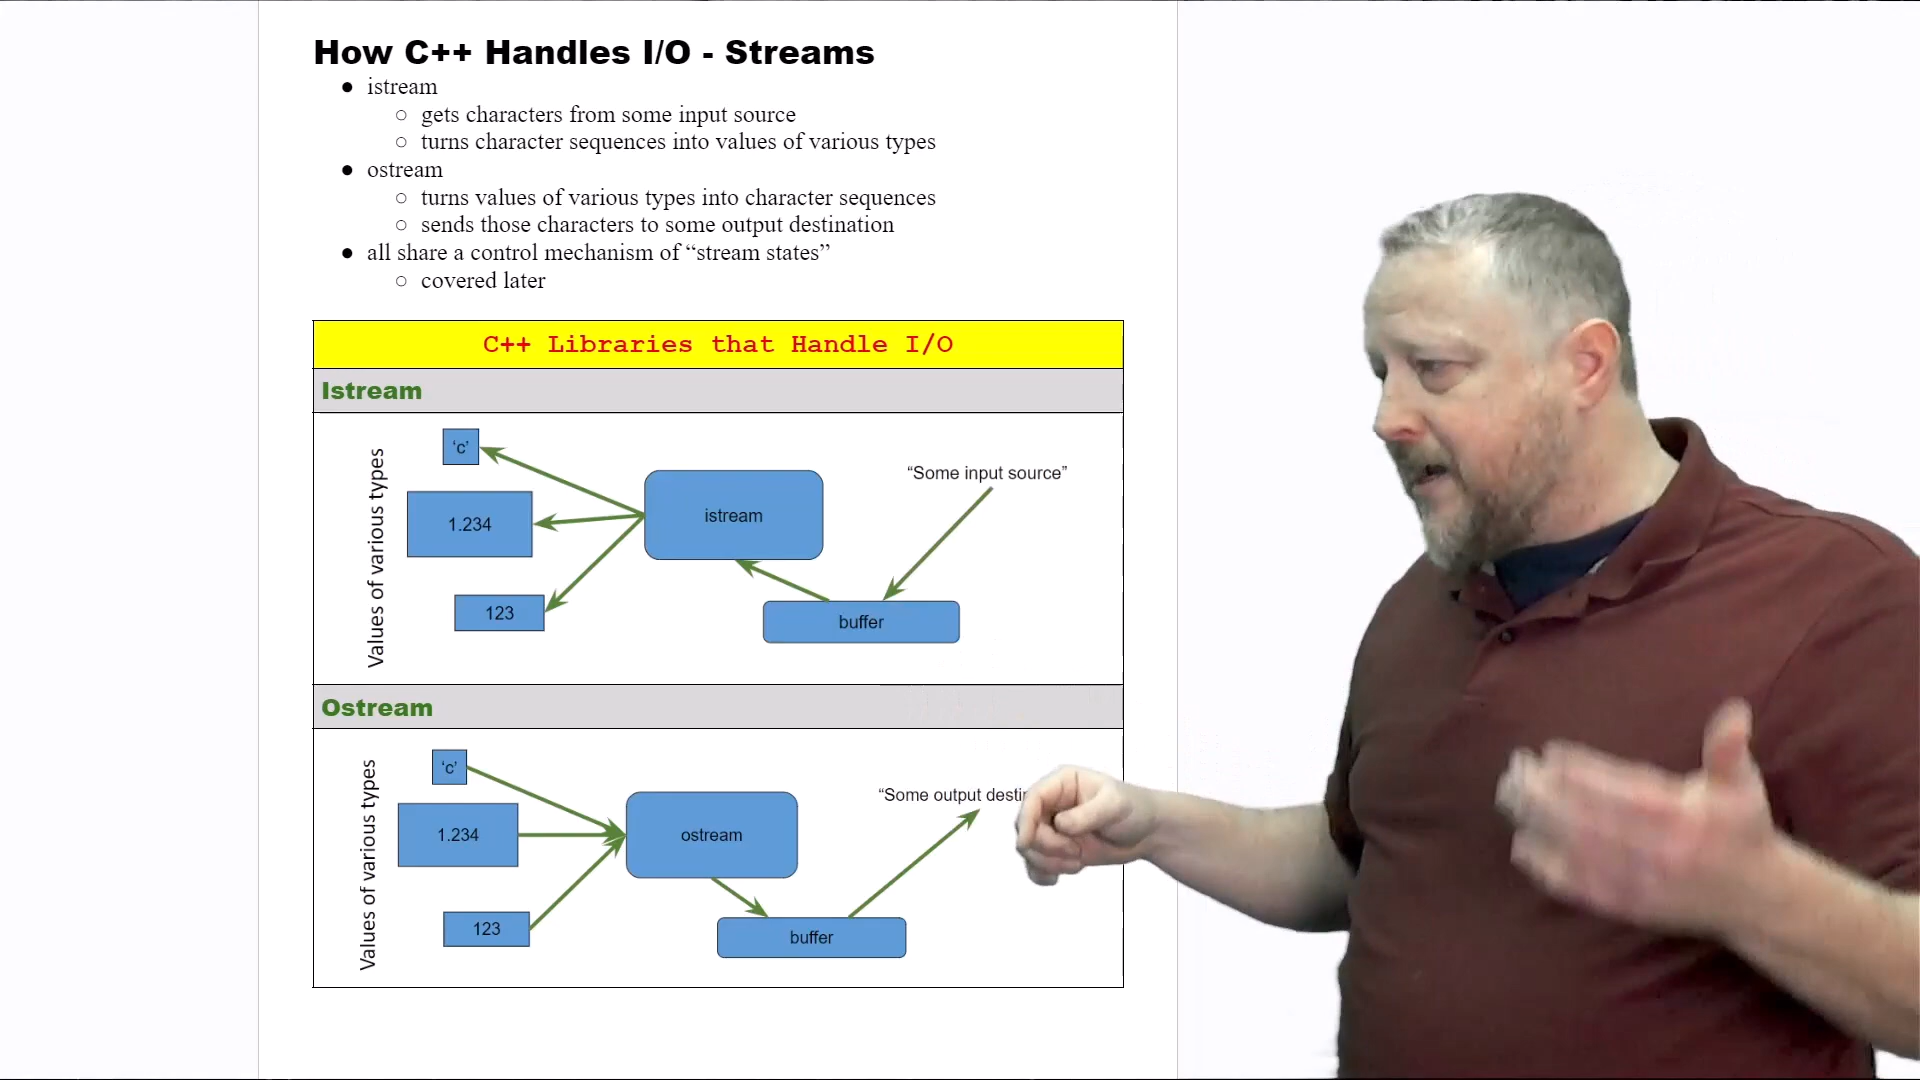 How C++ Handles I/O - Streams
● istream
○ gets characters from some input source
○ turns character sequences into values of various types
● ostream
○ turns values of various types into character sequences
○ sends those characters to some output destination
● all share a control mechanism of “stream states”
○ covered later
C++ Libraries that Handle I/O
Istream
Values of various types
‘c’
1.234
123
istream
“Some input source”
buffer
Ostream
Values of various types
‘c’
1.234
123
ostream
“Some output
buffer